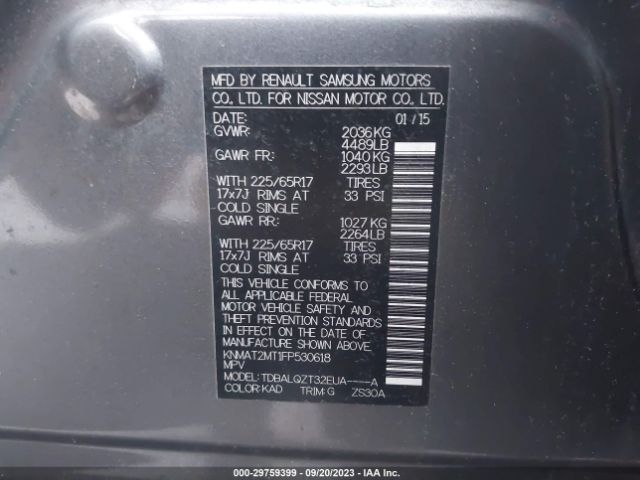 MFD BY RENAULT SAMSUNG MOTORS
CO., LTD. FOR NISSAN MOTOR CO., LTD.
DATE: 01/15
GVWR: 2036KG
4489LB
GAWR FR: 1040KG
2293LB
WITH 225/65R17 TIRES
17x7J RIMS AT 33 PSI
COLD SINGLE
GAWR RR: 1027KG
2264LB
WITH 225/65R17 TIRES
17x7J RIMS AT 33 PSI
COLD SINGLE
THIS VEHICLE CONFORMS TO
ALL APPLICABLE FEDERAL
MOTOR VEHICLE SAFETY AND
THEFT PREVENTION STANDARD
IN EFFECT ON THE DATE OF
MANUFACTURE SHOWN ABOVE.
KNMAT2MT1FP530618
MPV
MODEL: TDBALQZT32EUA-----A
COLOR:KAD TRIM:G ZS30A
000-29759399 - 09/20/2023 - IAA Inc.